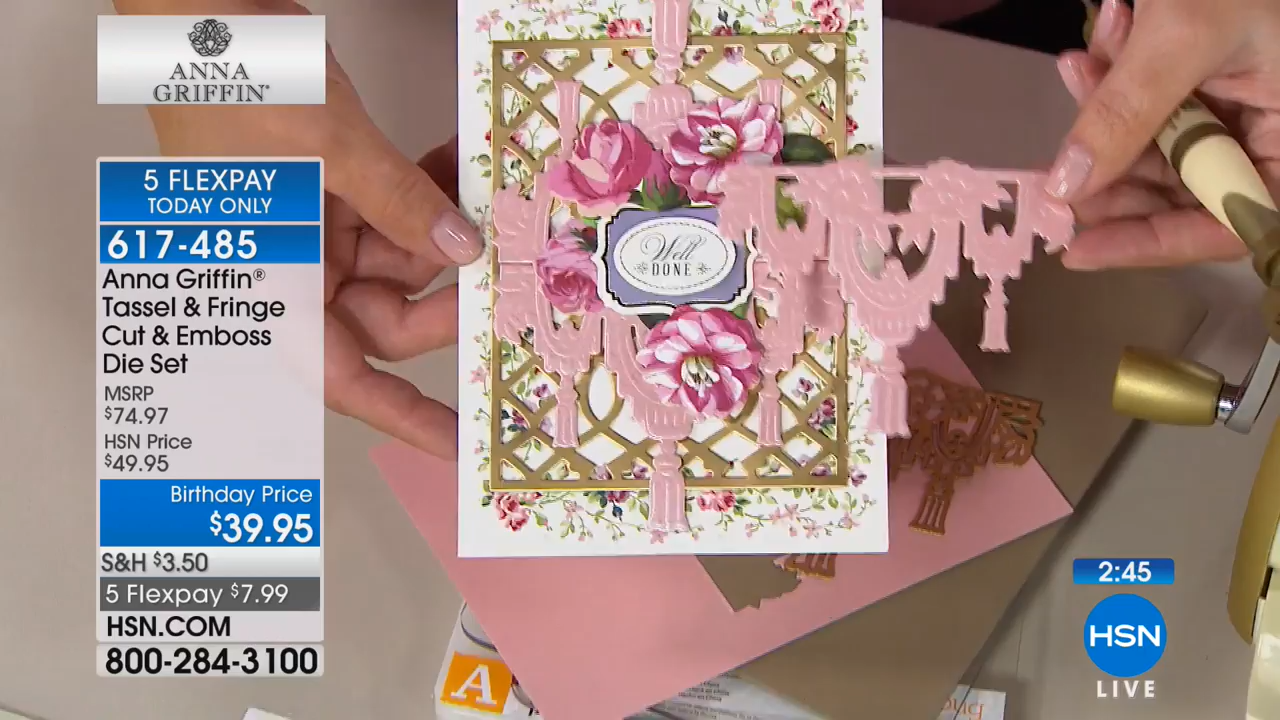 ANNA
GRIFFIN®
5 FLEXPAY
TODAY ONLY
617-485
Anna Griffin®
Tassel & Fringe
Cut & Emboss
Die Set
MSRP
$74.97
HSN Price
$49.95
Birthday Price
$39.95
S&H $3.50
5 Flexpay $7.99
HSN.COM
800-284-3100
Well
DONE
A
2:45
HSN
LIVE